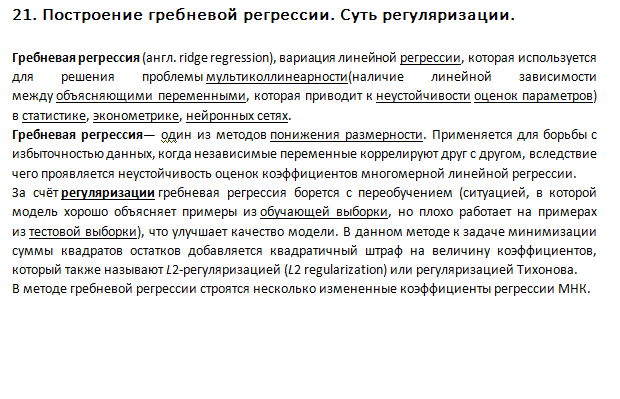 21. Построение гребневой регрессии. Суть регуляризации.
Гребневая регрессия (англ. ridge regression), вариация линейной регрессии, которая используется
для решения проблемы мультиколлинеарности(наличие линейной зависимости
между объясняющими переменными, которая приводит к неустойчивости оценок параметров)
в статистике, эконометрике, нейронных сетях.
Гребневая регрессия— один из методов понижения размерности. Применяется для борьбы с
избыточностью данных, когда независимые переменные коррелируют друг с другом, вследствие
чего проявляется неустойчивость оценок коэффициентов многомерной линейной регрессии.
За счёт регуляризации гребневая регрессия борется с переобучением (ситуацией, в которой
модель хорошо объясняет примеры из обучающей выборки, но плохо работает на примерах
из тестовой выборки), что улучшает качество модели. В данном методе к задаче минимизации
суммы квадратов остатков добавляется квадратичный штраф на величину коэффициентов,
который также называют L2-регуляризацией (L2 regularization) или регуляризацией Тихонова.
В методе гребневой регрессии строятся несколько измененные коэффициенты регрессии МНК.